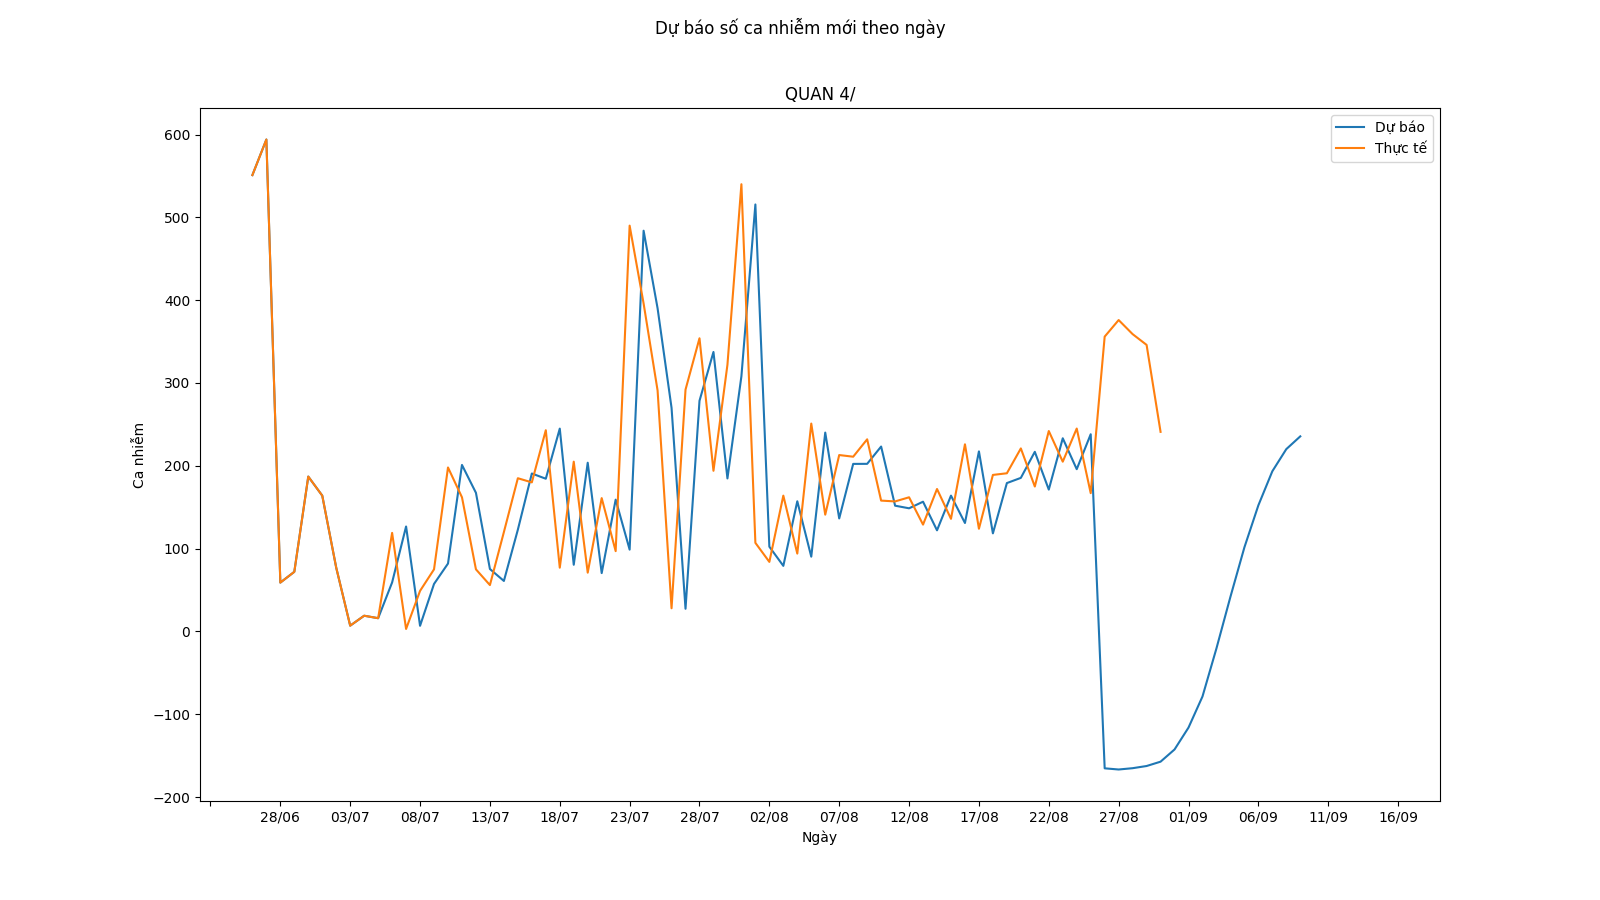 Dự báo số ca nhiễm mới theo ngày
QUAN 4/
Dự báo
Thực tế
600
500
400
300
200
100
0
−100
−200
Ca nhiễm
28/06 03/07 08/07 13/07 18/07 23/07 28/07 02/08 07/08 12/08 17/08 22/08 27/08 01/09 06/09 11/09 16/09
Ngày